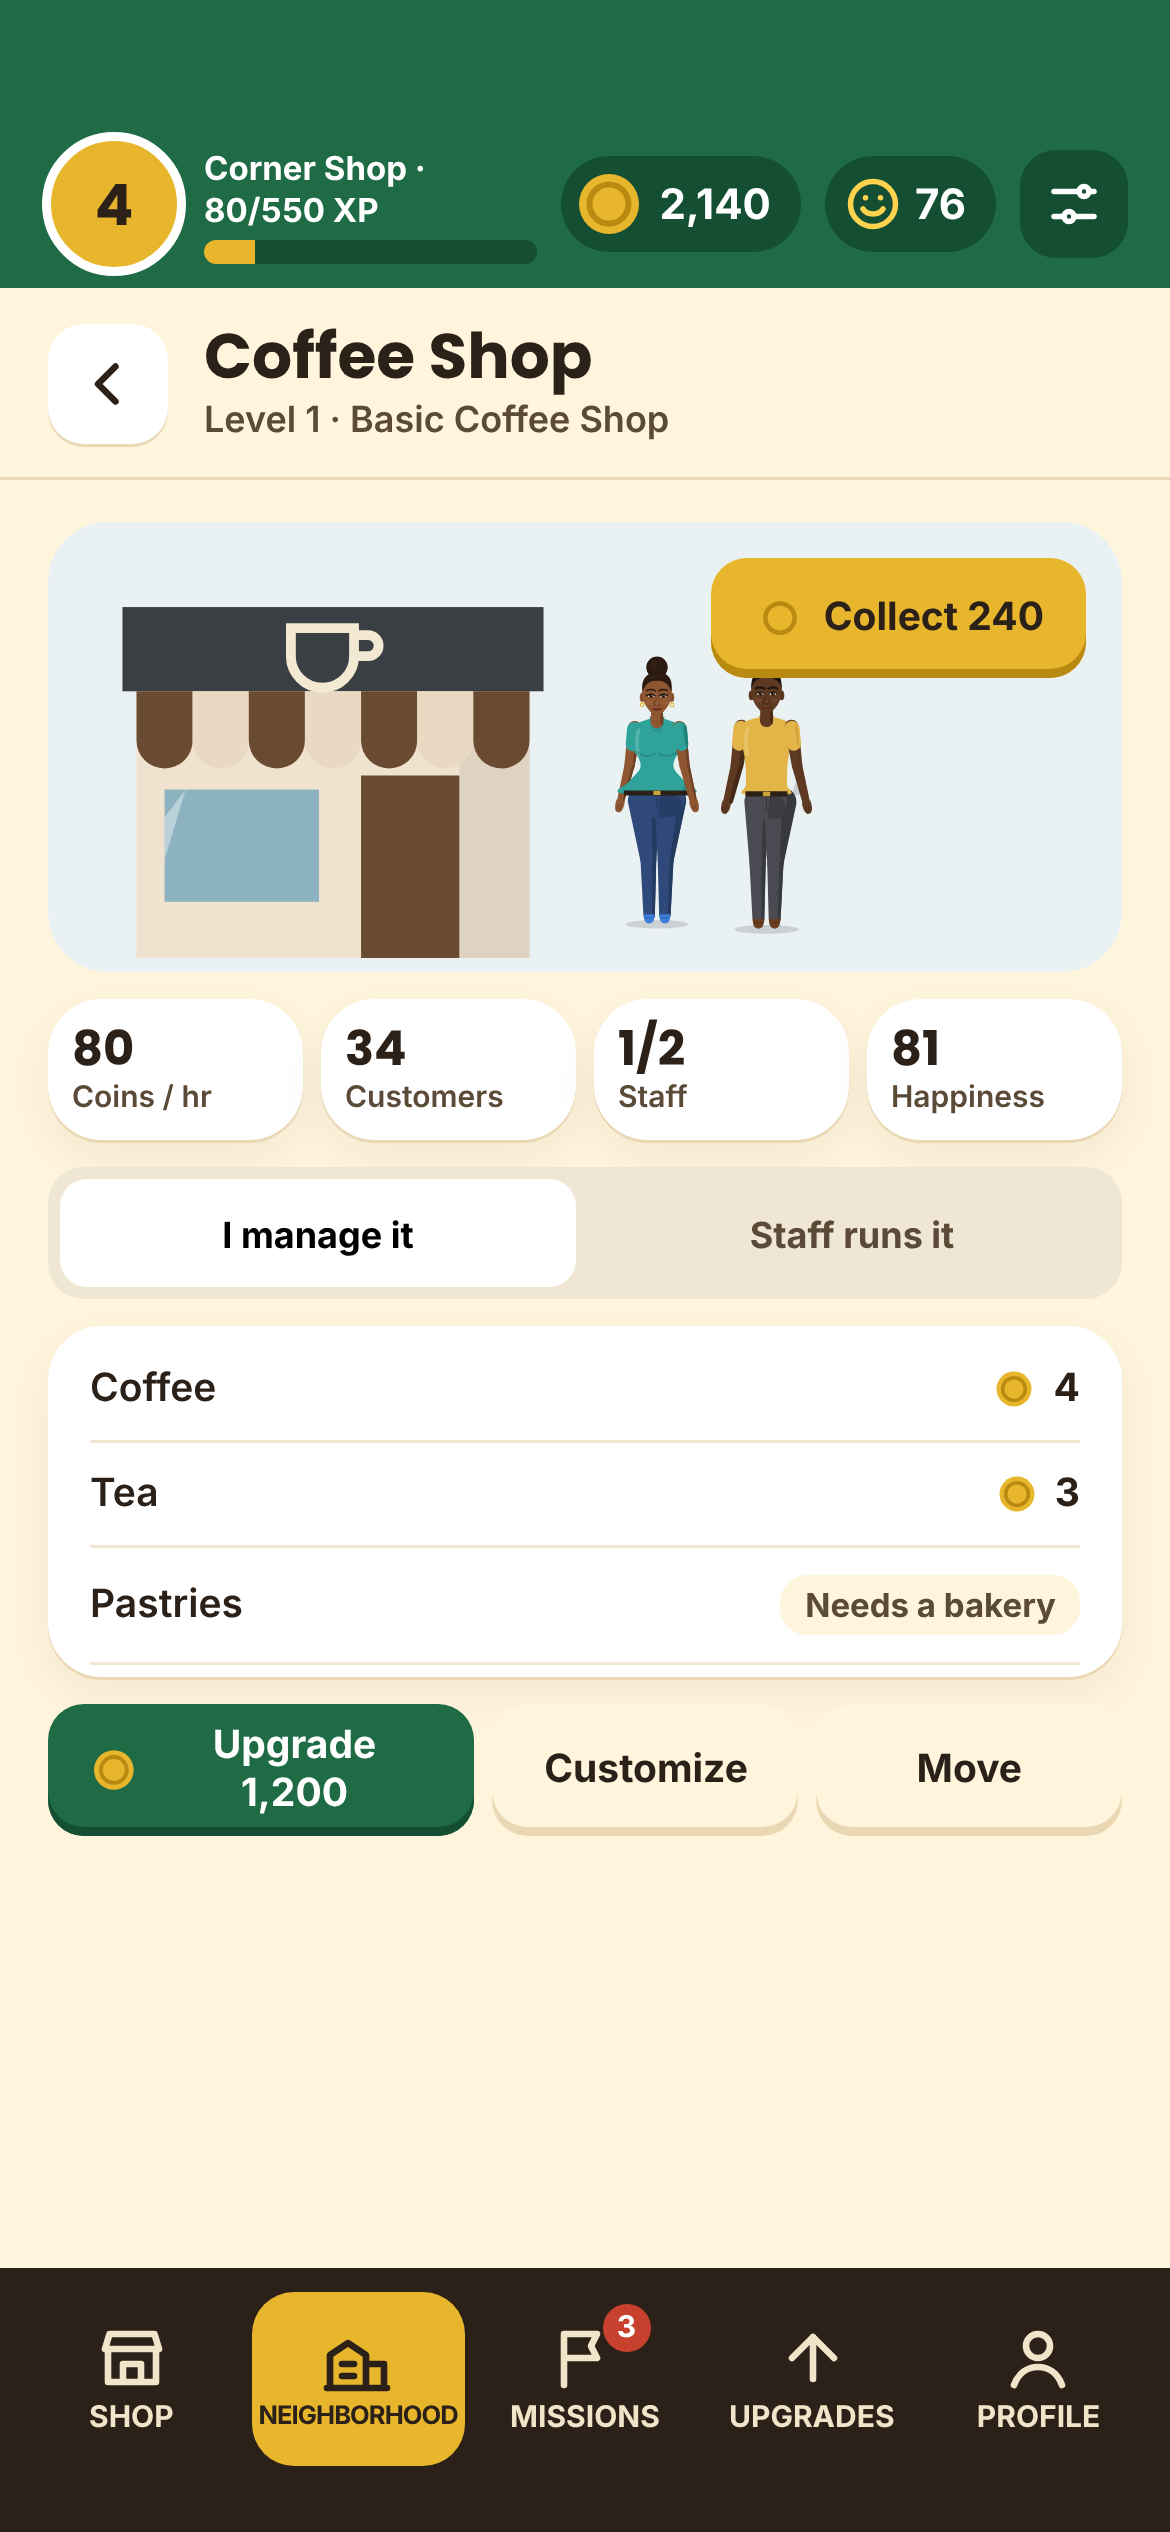 4
Corner Shop ·
80/550 XP
2,140
76
Coffee Shop
Level 1 · Basic Coffee Shop
Collect 240
80
Coins / hr
34
Customers
1/2
Staff
81
Happiness
I manage it
Staff runs it
Coffee
4
Tea
3
Pastries
Needs a bakery
Upgrade
1,200
Customize
Move
SHOP
NEIGHBORHOOD
3
MISSIONS
UPGRADES
PROFILE